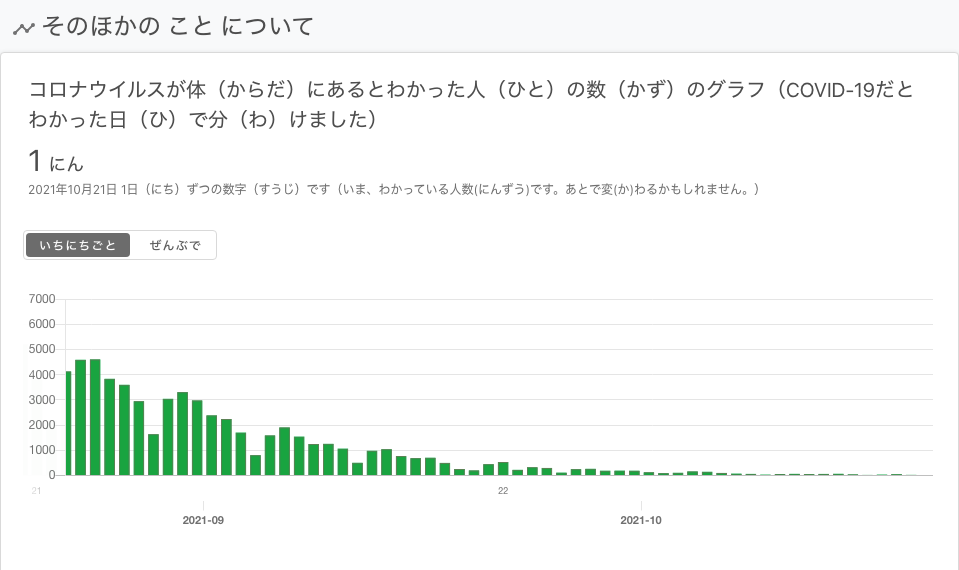 そのほかの こと について
コロナウイルスが体（からだ）にあるとわかった人（ひと）の数（かず）のグラフ（COVID-19だと
わかった日（ひ）で分（わ）けました）
1 にん
2021年10月21日 1日（にち）ずつの数字（すうじ）です（いま、わかっている人数(にんずう)です。あとで変(か)わるかもしれません。）
いちにちごと ぜんぶで
7000
6000
5000
4000
3000
2000
1000
0
21 22
2021-09 2021-10